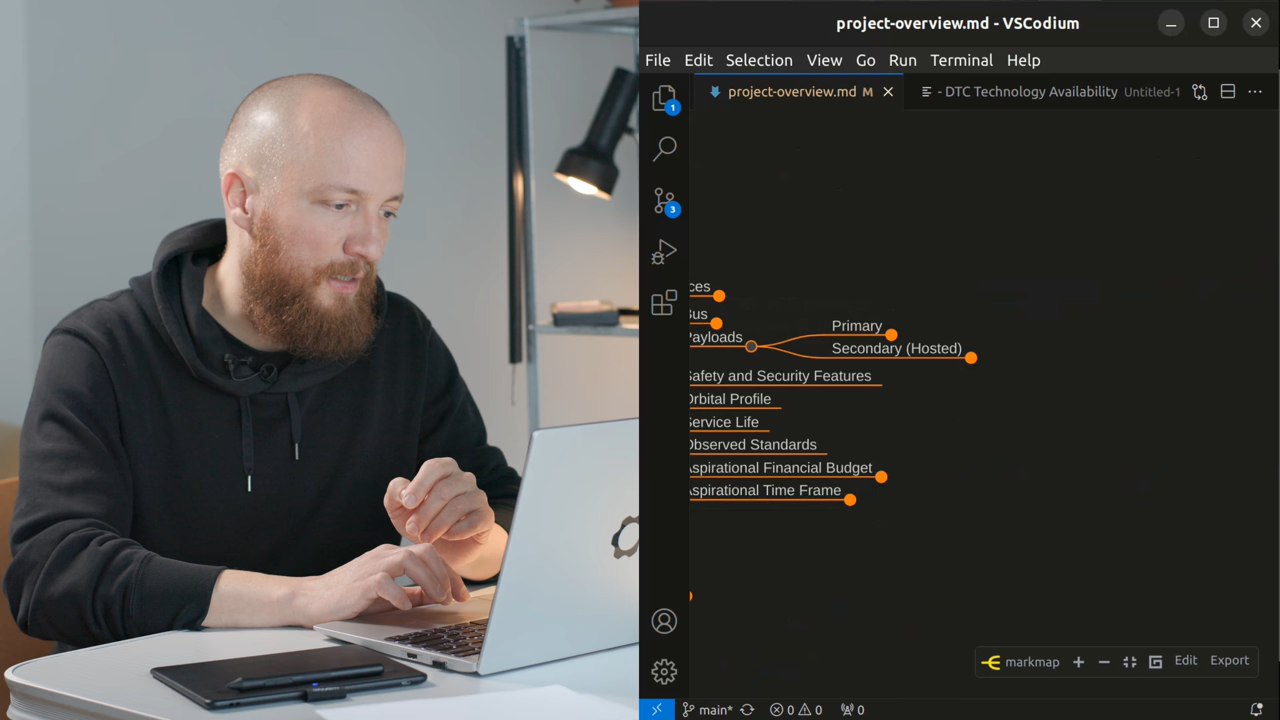 project-overview.md - VSCodium
File Edit Selection View Go Run Terminal Help
project-overview.md M - DTC Technology Availability Untitled-1
1
3
ces
Bus
Payloads
Primary
Secondary (Hosted)
Safety and Security Features
Orbital Profile
Service Life
Observed Standards
Aspirational Financial Budget
Aspirational Time Frame
markmap + − Edit Export
main* 0 0 0